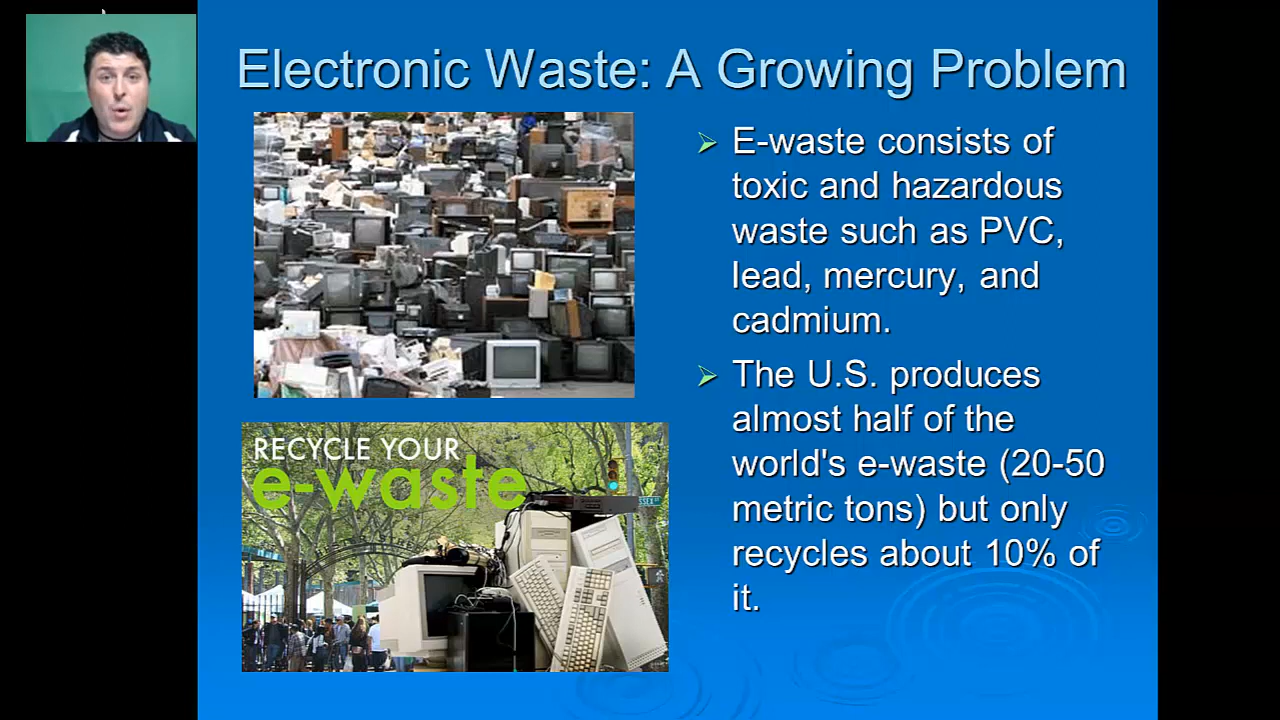 Electronic Waste: A Growing Problem
E-waste consists of
toxic and hazardous
waste such as PVC,
lead, mercury, and
cadmium.
The U.S. produces
almost half of the
world's e-waste (20-50
metric tons) but only
recycles about 10% of
it.
RECYCLE YOUR
e-waste